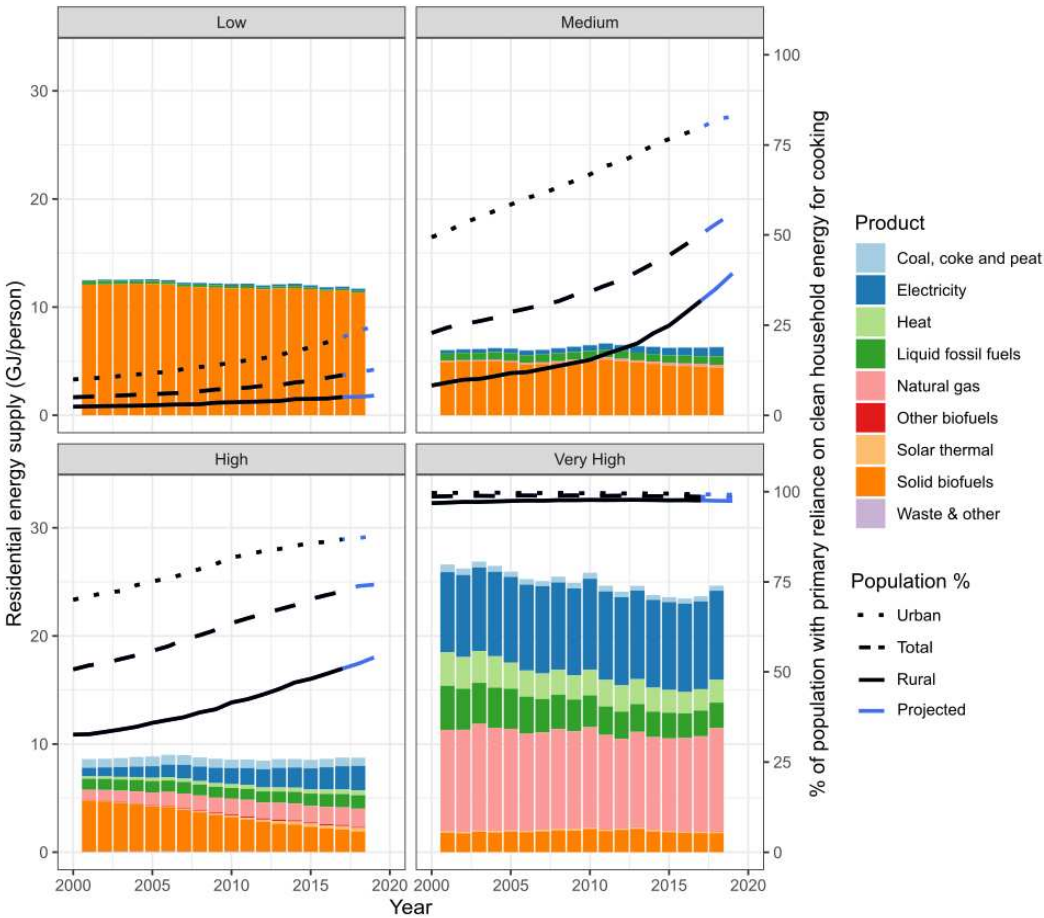 Low
Medium
30
20
10
0
100
75
50
25
0
High
Very High
30
20
10
0
100
75
50
25
0
2000 2005 2010 2015 2020
2000 2005 2010 2015 2020
Year
Residential energy supply (GJ/person)
% of population with primary reliance on clean household energy for cooking
Product
Coal, coke and peat
Electricity
Heat
Liquid fossil fuels
Natural gas
Other biofuels
Solar thermal
Solid biofuels
Waste & other
Population %
Urban
Total
Rural
Projected